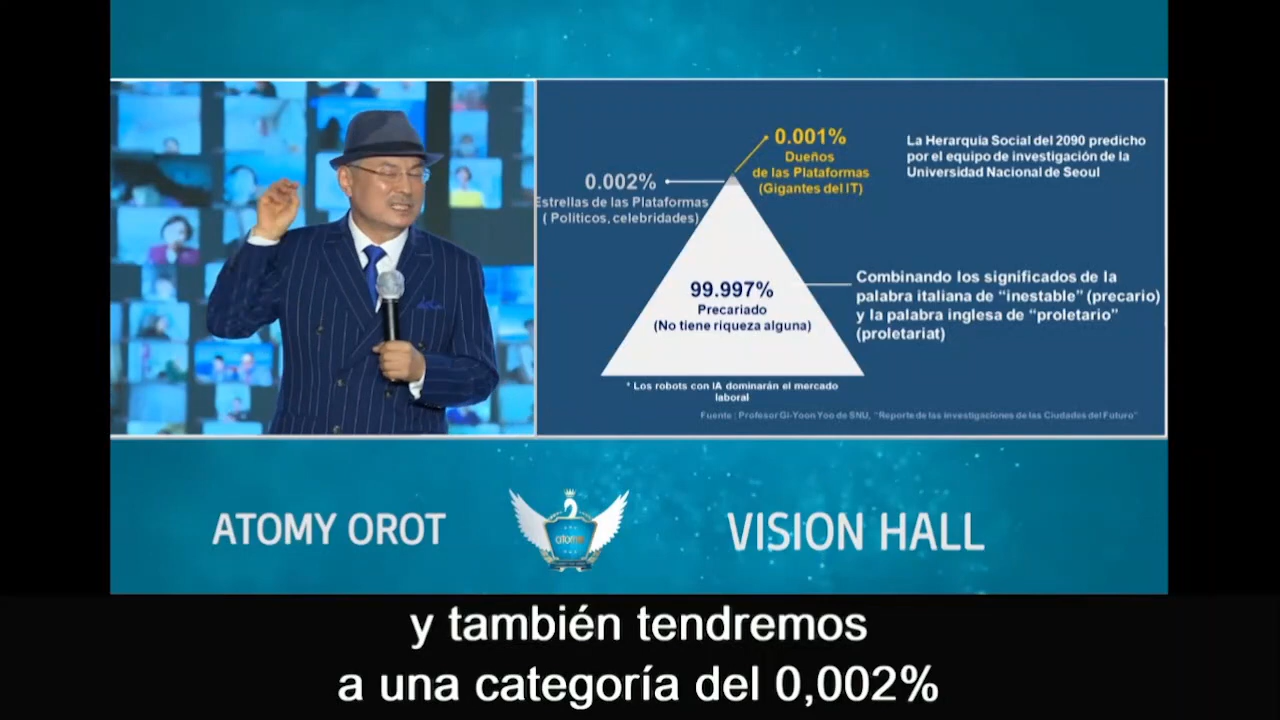 0.001%
Dueños
de las Plataformas
(Gigantes del IT)
La Herarquia Social del 2090 predicho
por el equipo de investigación de la
Universidad Nacional de Seoul
0.002%
Estrellas de las Plataformas
( Politicos, celebridades)
99.997%
Precariado
(No tiene riqueza alguna)
Combinando los significados de la
palabra italiana de “inestable” (precario)
y la palabra inglesa de “proletario”
(proletariat)
* Los robots con IA dominarán el mercado
laboral
Fuente : Profesor Gi-Yoon Yoo de SNU, “Reporte de las investigaciones de las Ciudades del Futuro”
ATOMY OROT
atomy
VISION HALL
y también tendremos
a una categoría del 0,002%